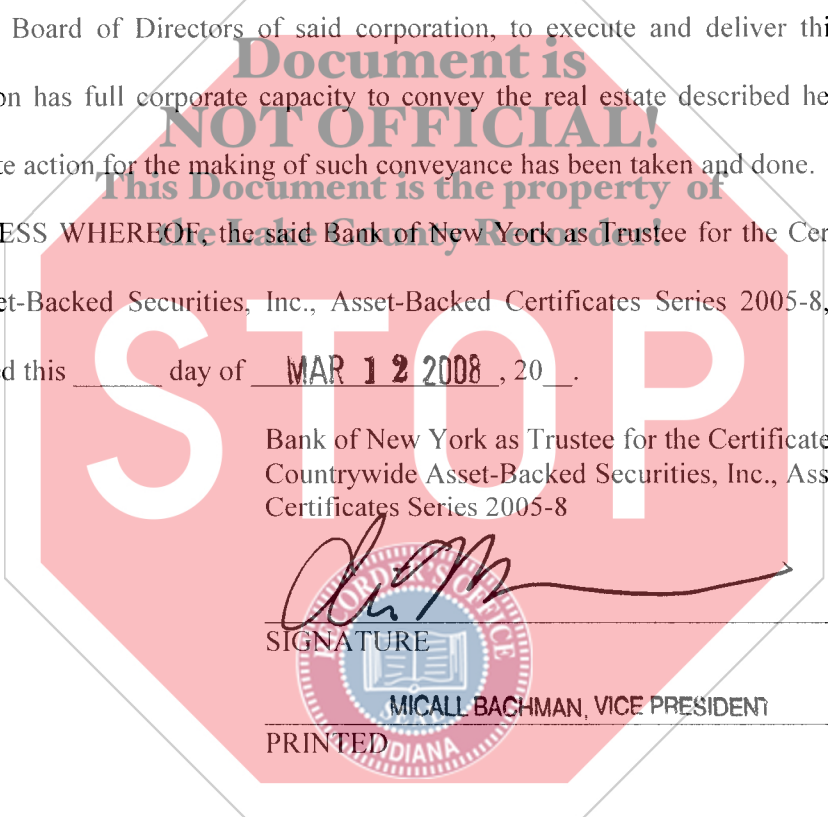 Board of Directors of said corporation, to execute and deliver thi
Document is
on has full corporate capacity to convey the real estate described he
NOT OFFICIAL!
te action for the making of such conveyance has been taken and done.
This Document is the property of
ESS WHEREOF, the said Bank of New York as Trustee for the Cer
the Lake County Recorder!
et-Backed Securities, Inc., Asset-Backed Certificates Series 2005-8,
STOP
d this ______ day of MAR 12 2008, 20__.
Bank of New York as Trustee for the Certificate
Countrywide Asset-Backed Securities, Inc., Ass
Certificates Series 2005-8
RECORDER'S OFFICE
SIGNATURE
SEAL
MICALL BACHMAN, VICE PRESIDENT
PRINTED
INDIANA